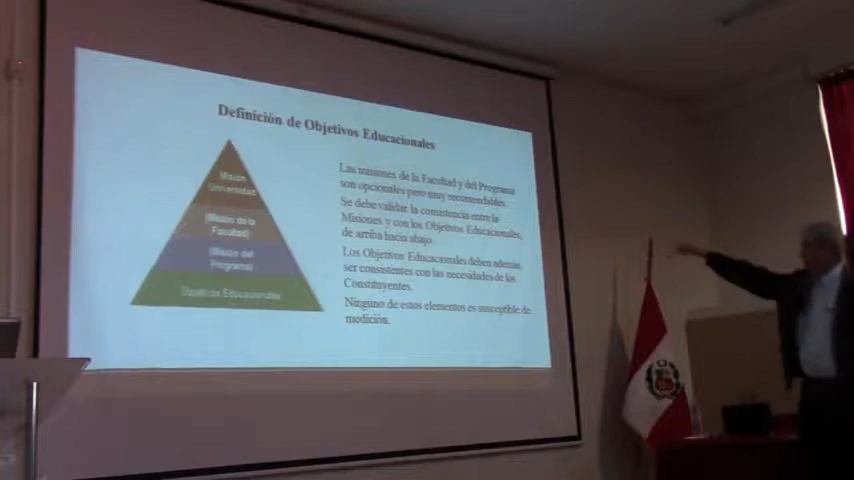 Definición de Objetivos Educacionales
Misión
Universidad
(Misión de la
Facultad)
(Misión del
Programa)
Objetivos Educacionales
Las misiones de la Facultad y del Programa
son opcionales pero muy recomendables.
Se debe validar la consistencia entre la
Misiones y con los Objetivos Educacionales,
de arriba hacia abajo.
Los Objetivos Educacionales deben además
ser consistentes con las necesidades de los
Constituyentes.
Ninguno de estos elementos es susceptible de
medición.